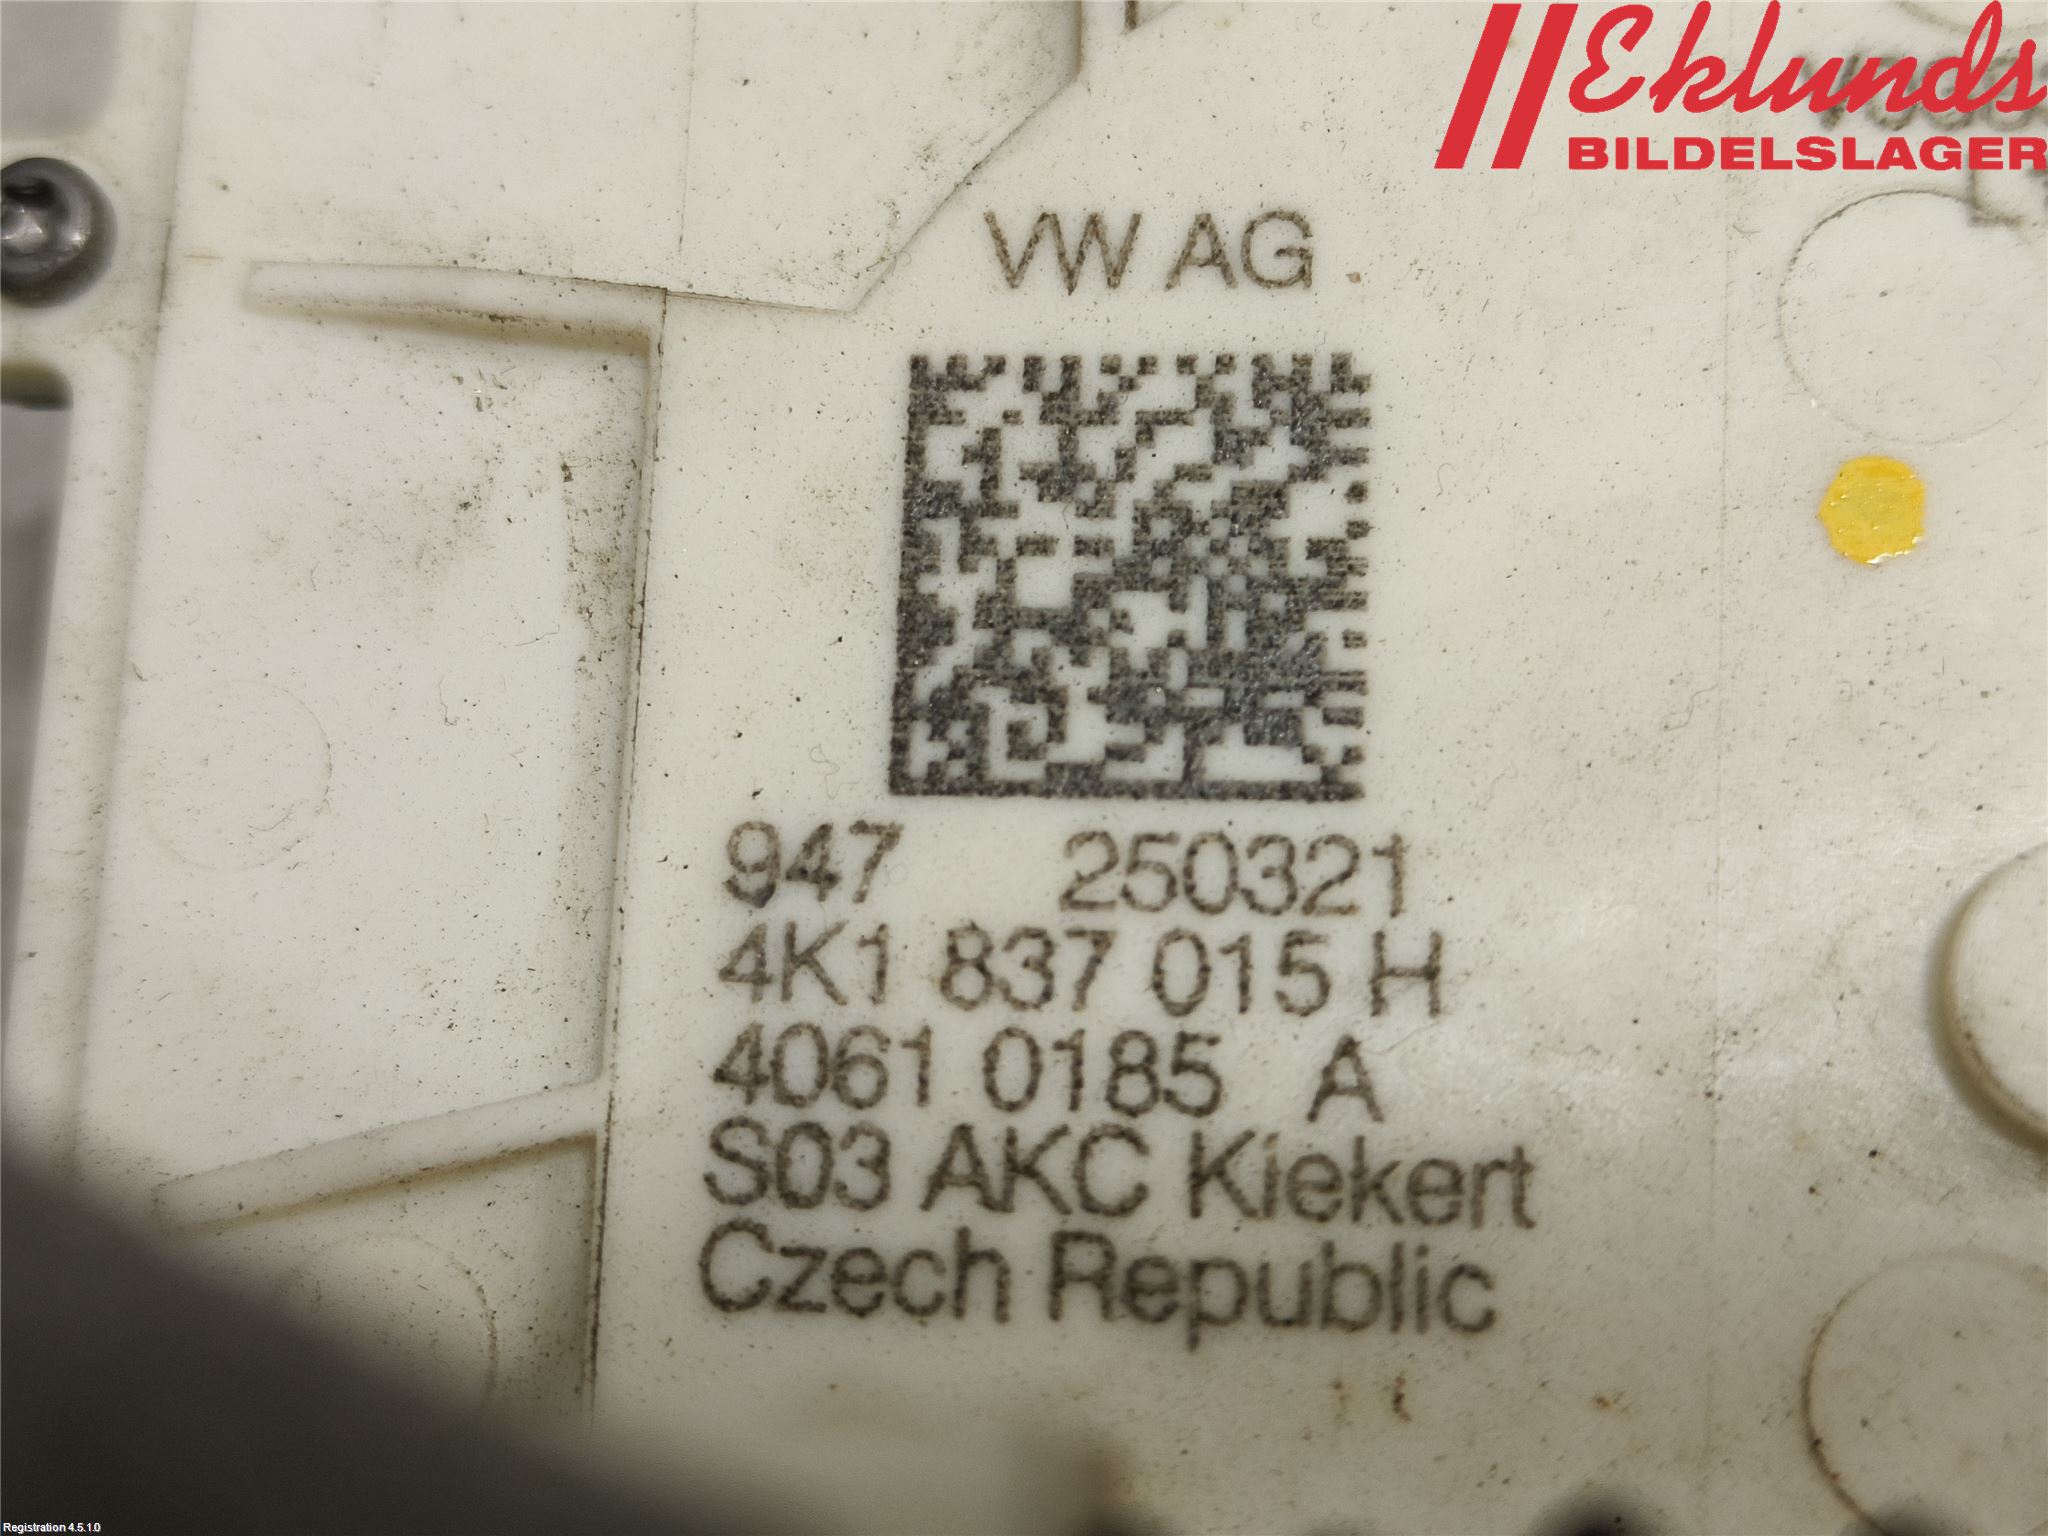 Eklunds
BILDELSLAGER
VW AG
947 250321
4K1 837 015 H
4061 0185 A
S03 AKC Kiekert
Czech Republic
Registration 4.5.1.0